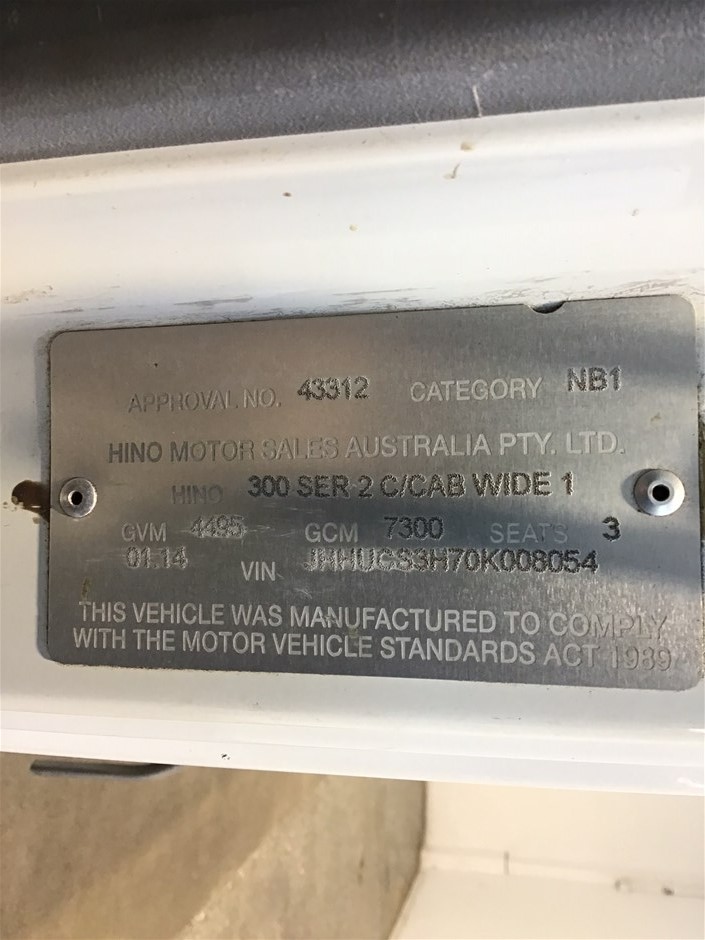 APPROVAL NO. 43312 CATEGORY NB1
HINO MOTOR SALES AUSTRALIA PTY. LTD.
HINO 300 SER 2 C/CAB WIDE 1
GVM 4495 GCM 7300 SEATS 3
01.14 VIN
THIS VEHICLE WAS MANUFACTURED TO COMPLY
WITH THE MOTOR VEHICLE STANDARDS ACT 1989